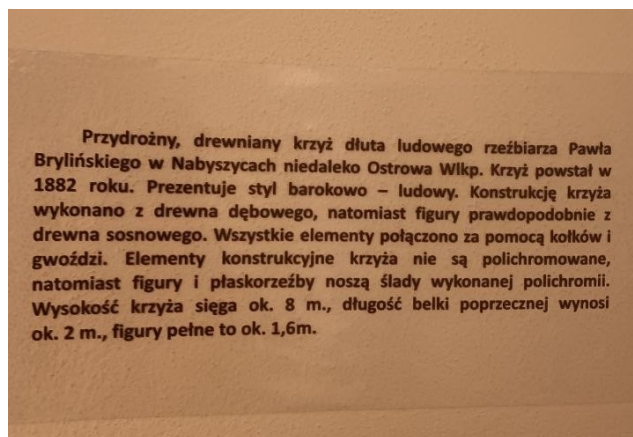 Przydrożny, drewniany krzyż dłuta ludowego rzeźbiarza Pawła
Brylińskiego w Nabyszycach niedaleko Ostrowa Wlkp. Krzyż powstał w
1882 roku. Prezentuje styl barokowo – ludowy. Konstrukcję krzyża
wykonano z drewna dębowego, natomiast figury prawdopodobnie z
drewna sosnowego. Wszystkie elementy połączono za pomocą kołków i
gwoździ. Elementy konstrukcyjne krzyża nie są polichromowane,
natomiast figury i płaskorzeźby noszą ślady wykonanej polichromii.
Wysokość krzyża sięga ok. 8 m., długość belki poprzecznej wynosi
ok. 2 m., figury pełne to ok. 1,6m.